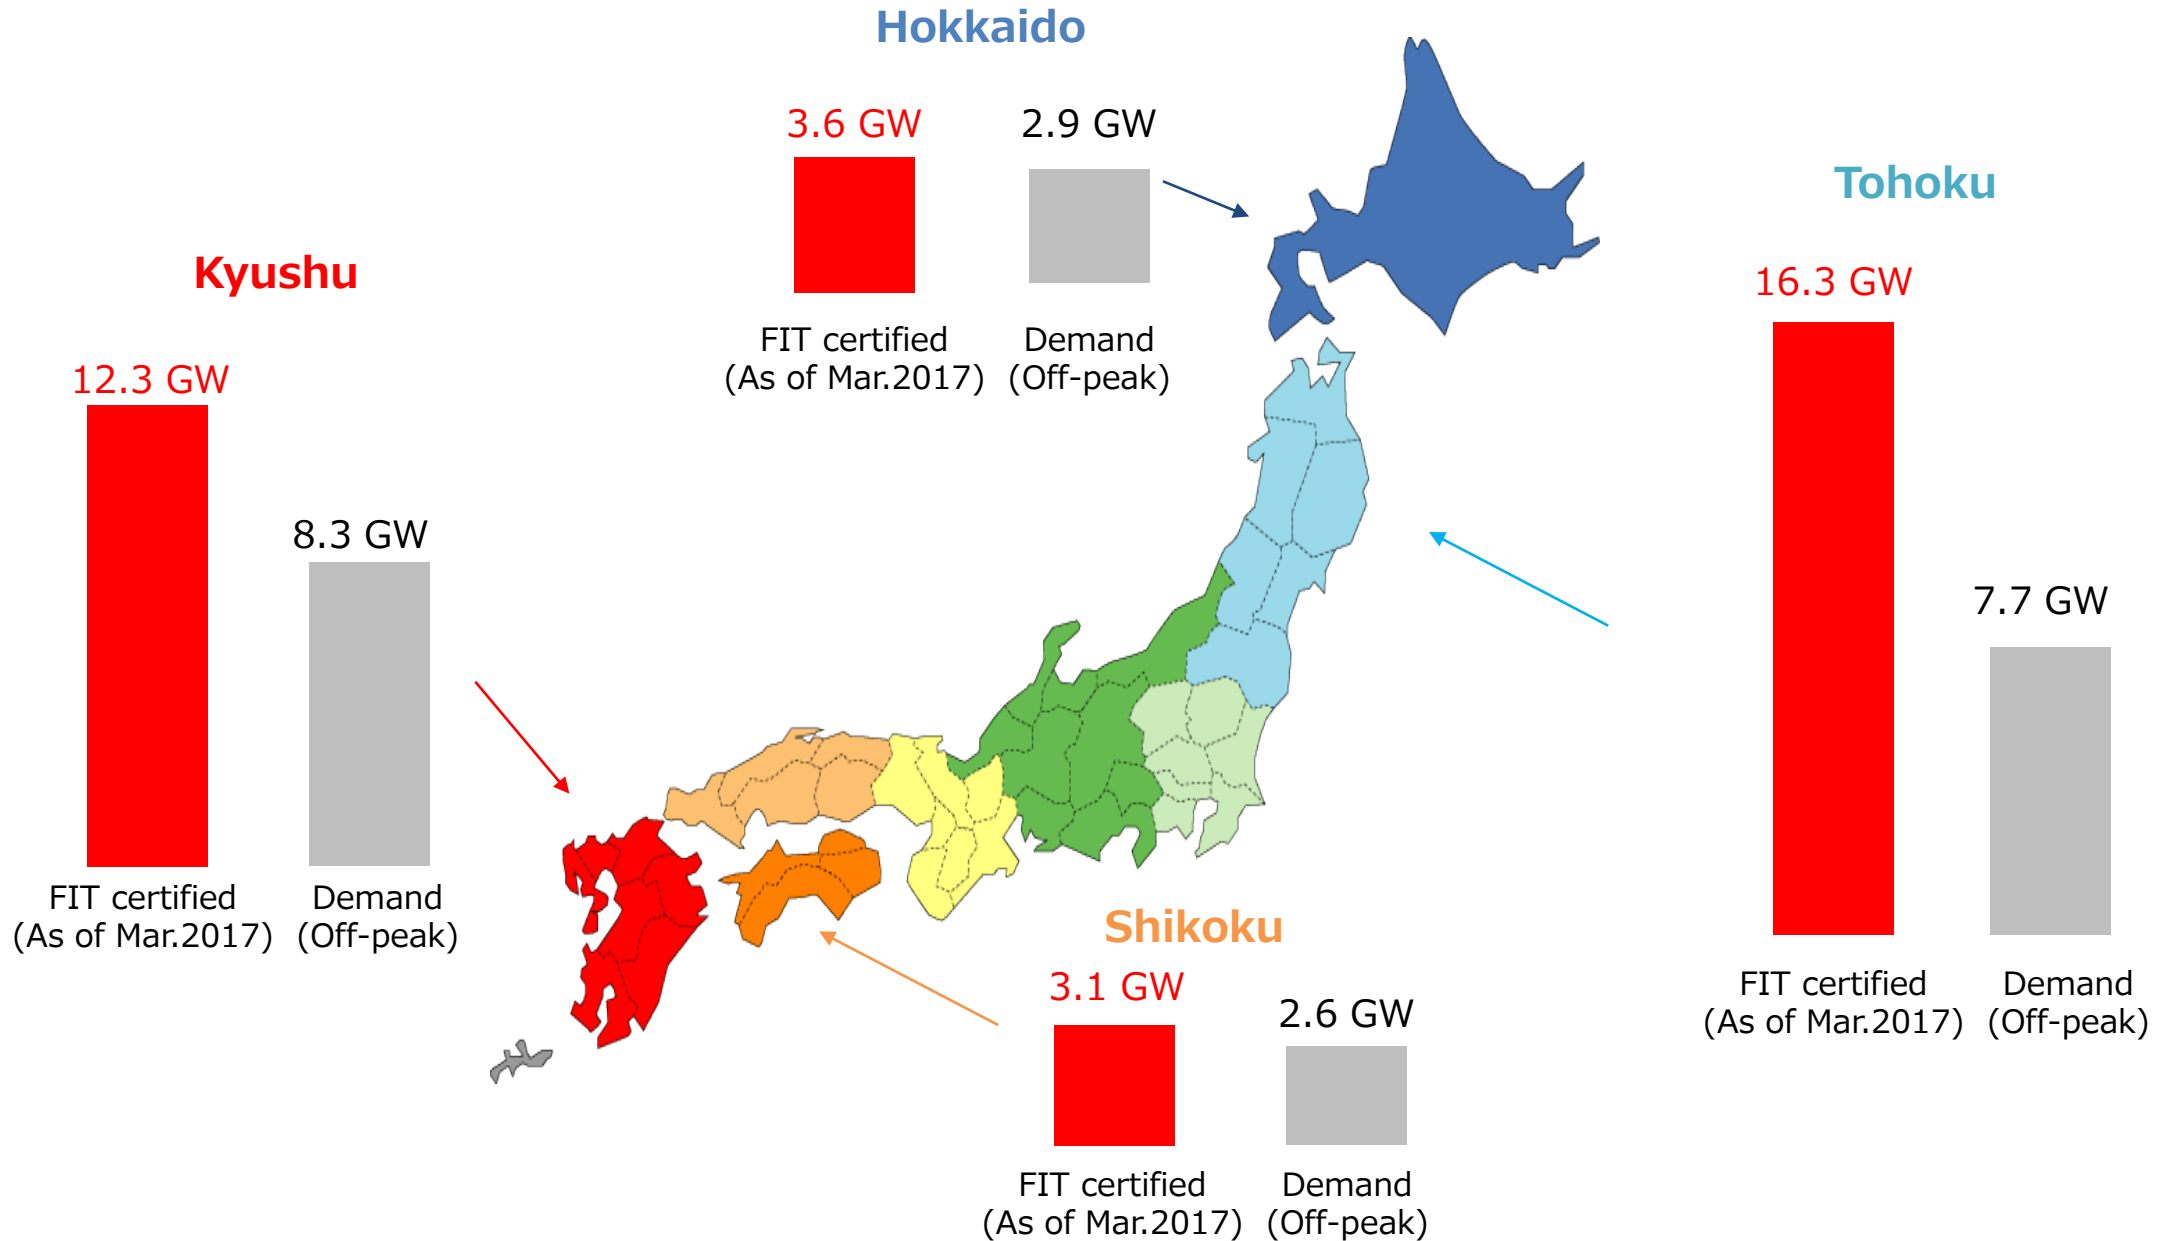 Hokkaido
3.6 GW
2.9 GW
FIT certified
(As of Mar.2017)
Demand
(Off-peak)
Tohoku
16.3 GW
7.7 GW
FIT certified
(As of Mar.2017)
Demand
(Off-peak)
Kyushu
12.3 GW
8.3 GW
FIT certified
(As of Mar.2017)
Demand
(Off-peak)
Shikoku
3.1 GW
2.6 GW
FIT certified
(As of Mar.2017)
Demand
(Off-peak)